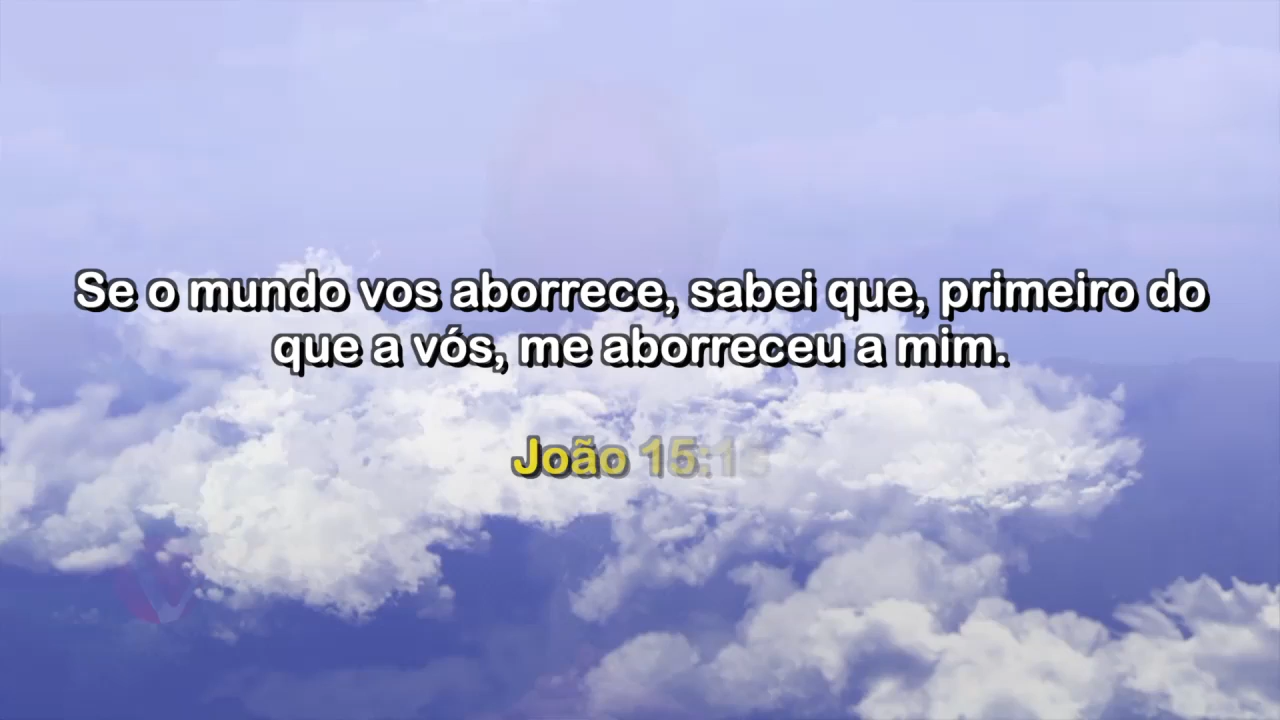 Se o mundo vos aborrece, sabei que, primeiro do
que a vós, me aborreceu a mim.
João 15:1